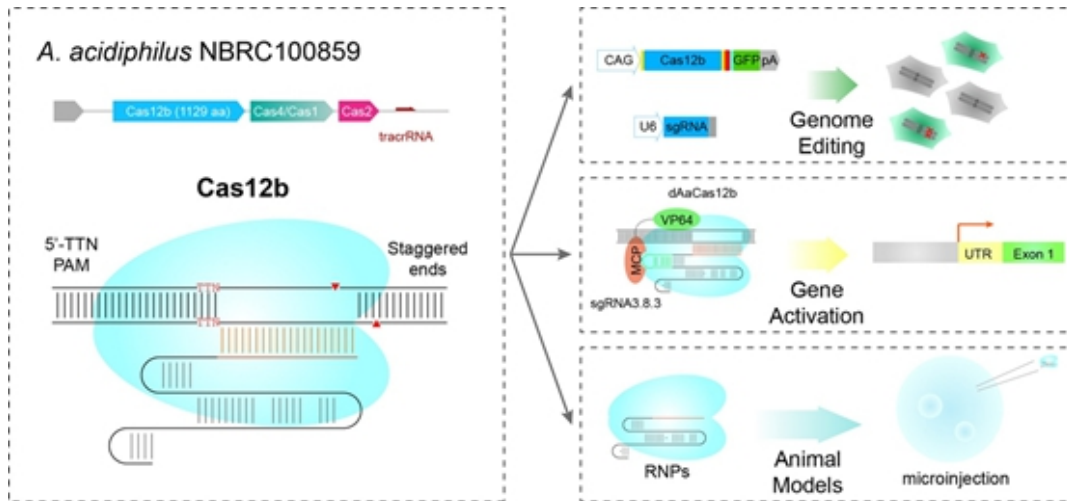 A. acidiphilus NBRC100859
Cas12b (1129 aa)
Cas4/Cas1
Cas2
tracrRNA
Cas12b
5'-TTN
PAM
Staggered
ends
TTN
TTN
CAG
Cas12b
GFP
pA
U6
sgRNA
Genome
Editing
dAaCas12b
VP64
MCP
sgRNA3.8.3
UTR
Exon 1
Gene
Activation
RNPs
Animal
Models
microinjection